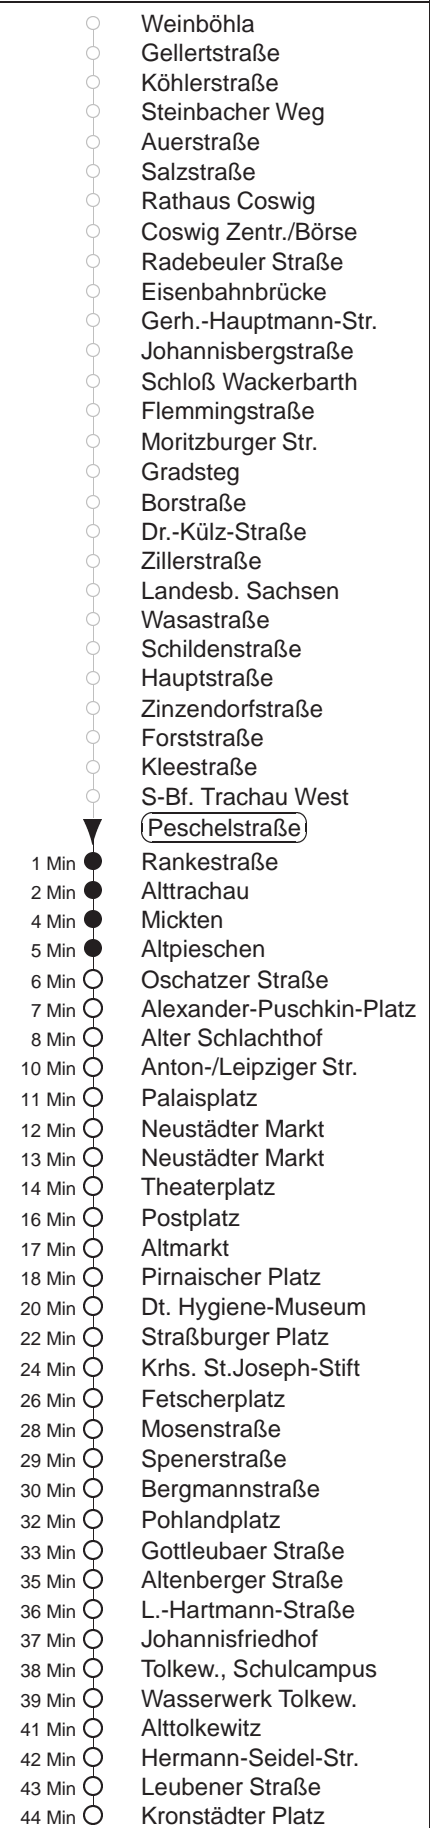 Weinböhla
Gellertstraße
Köhlerstraße
Steinbacher Weg
Auerstraße
Salzstraße
Rathaus Coswig
Coswig Zentr./Börse
Radebeuler Straße
Eisenbahnbrücke
Gerh.-Hauptmann-Str.
Johannisbergstraße
Schloß Wackerbarth
Flemmingstraße
Moritzburger Str.
Gradsteg
Borstraße
Dr.-Külz-Straße
Zillerstraße
Landesb. Sachsen
Wasastraße
Schildenstraße
Hauptstraße
Zinzendorfstraße
Forststraße
Kleestraße
S-Bf. Trachau West
Peschelstraße
1 Min Rankestraße
2 Min Alttrachau
4 Min Mickten
5 Min Altpieschen
6 Min Oschatzer Straße
7 Min Alexander-Puschkin-Platz
8 Min Alter Schlachthof
10 Min Anton-/Leipziger Str.
11 Min Palaisplatz
12 Min Neustädter Markt
13 Min Neustädter Markt
14 Min Theaterplatz
16 Min Postplatz
17 Min Altmarkt
18 Min Pirnaischer Platz
20 Min Dt. Hygiene-Museum
22 Min Straßburger Platz
24 Min Krhs. St.Joseph-Stift
26 Min Fetscherplatz
28 Min Mosenstraße
29 Min Spenerstraße
30 Min Bergmannstraße
32 Min Pohlandplatz
33 Min Gottleubaer Straße
35 Min Altenberger Straße
36 Min L.-Hartmann-Straße
37 Min Johannisfriedhof
38 Min Tolkew., Schulcampus
39 Min Wasserwerk Tolkew.
41 Min Alttolkewitz
42 Min Hermann-Seidel-Str.
43 Min Leubener Straße
44 Min Kronstädter Platz